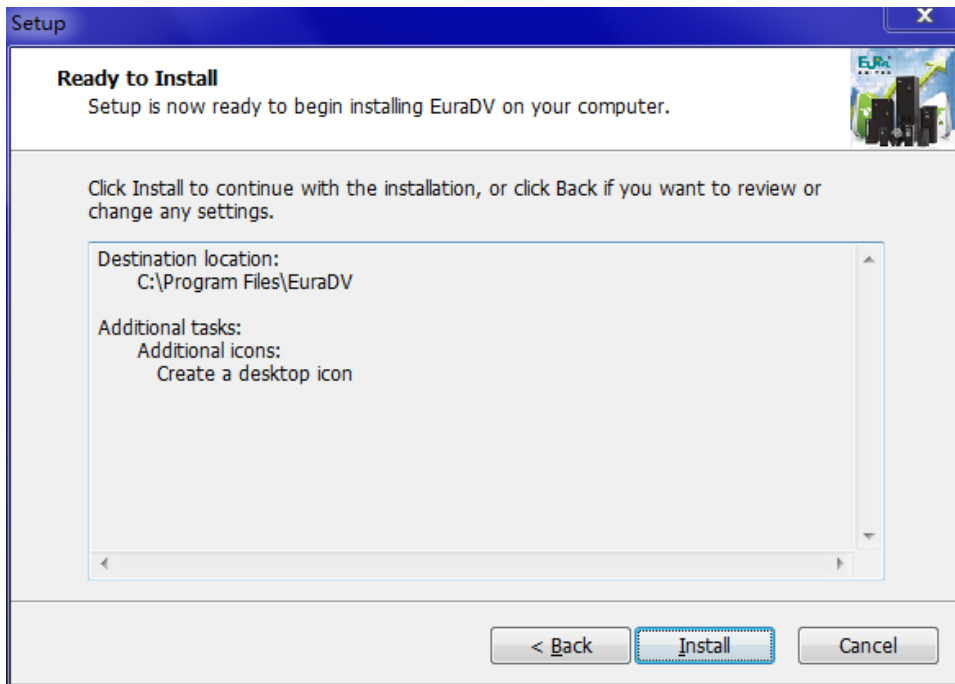 Setup
X
Ready to Install
Setup is now ready to begin installing EuraDV on your computer.
Click Install to continue with the installation, or click Back if you want to review or
change any settings.
Destination location:
C:\Program Files\EuraDV
Additional tasks:
Additional icons:
Create a desktop icon
< Back
Install
Cancel